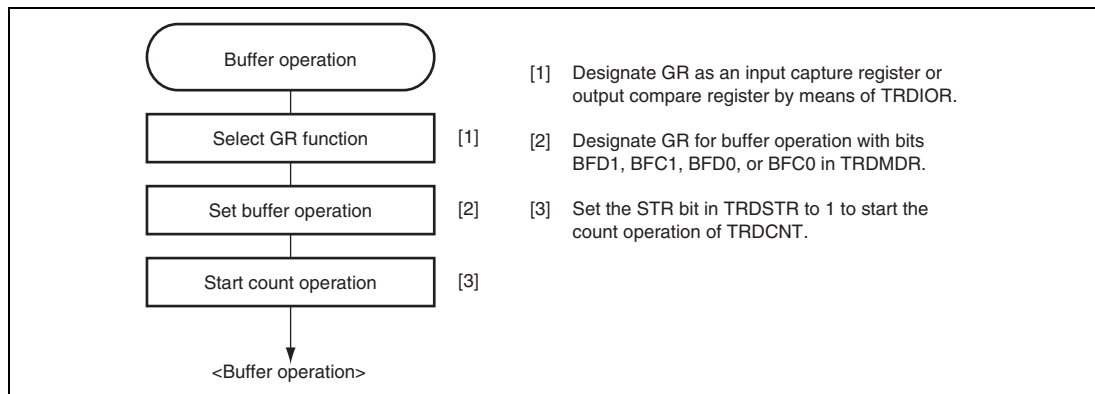 Buffer operation
Select GR function
[1]
Set buffer operation
[2]
Start count operation
[3]
<Buffer operation>
[1] Designate GR as an input capture register or
output compare register by means of TRDIOR.
[2] Designate GR for buffer operation with bits
BFD1, BFC1, BFD0, or BFC0 in TRDMDR.
[3] Set the STR bit in TRDSTR to 1 to start the
count operation of TRDCNT.